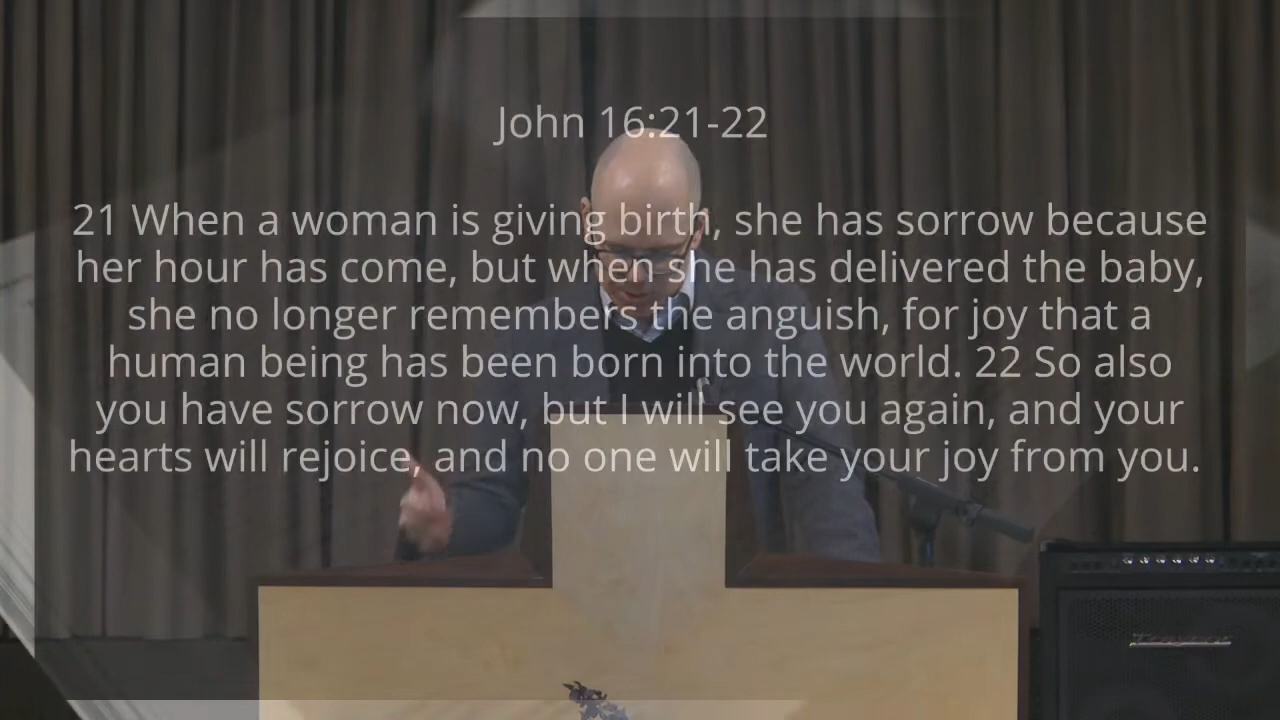 John 16:21-22
21 When a woman is giving birth, she has sorrow because
her hour has come, but when she has delivered the baby,
she no longer remembers the anguish, for joy that a
human being has been born into the world. 22 So also
you have sorrow now, but I will see you again, and your
hearts will rejoice, and no one will take your joy from you.
Traynor